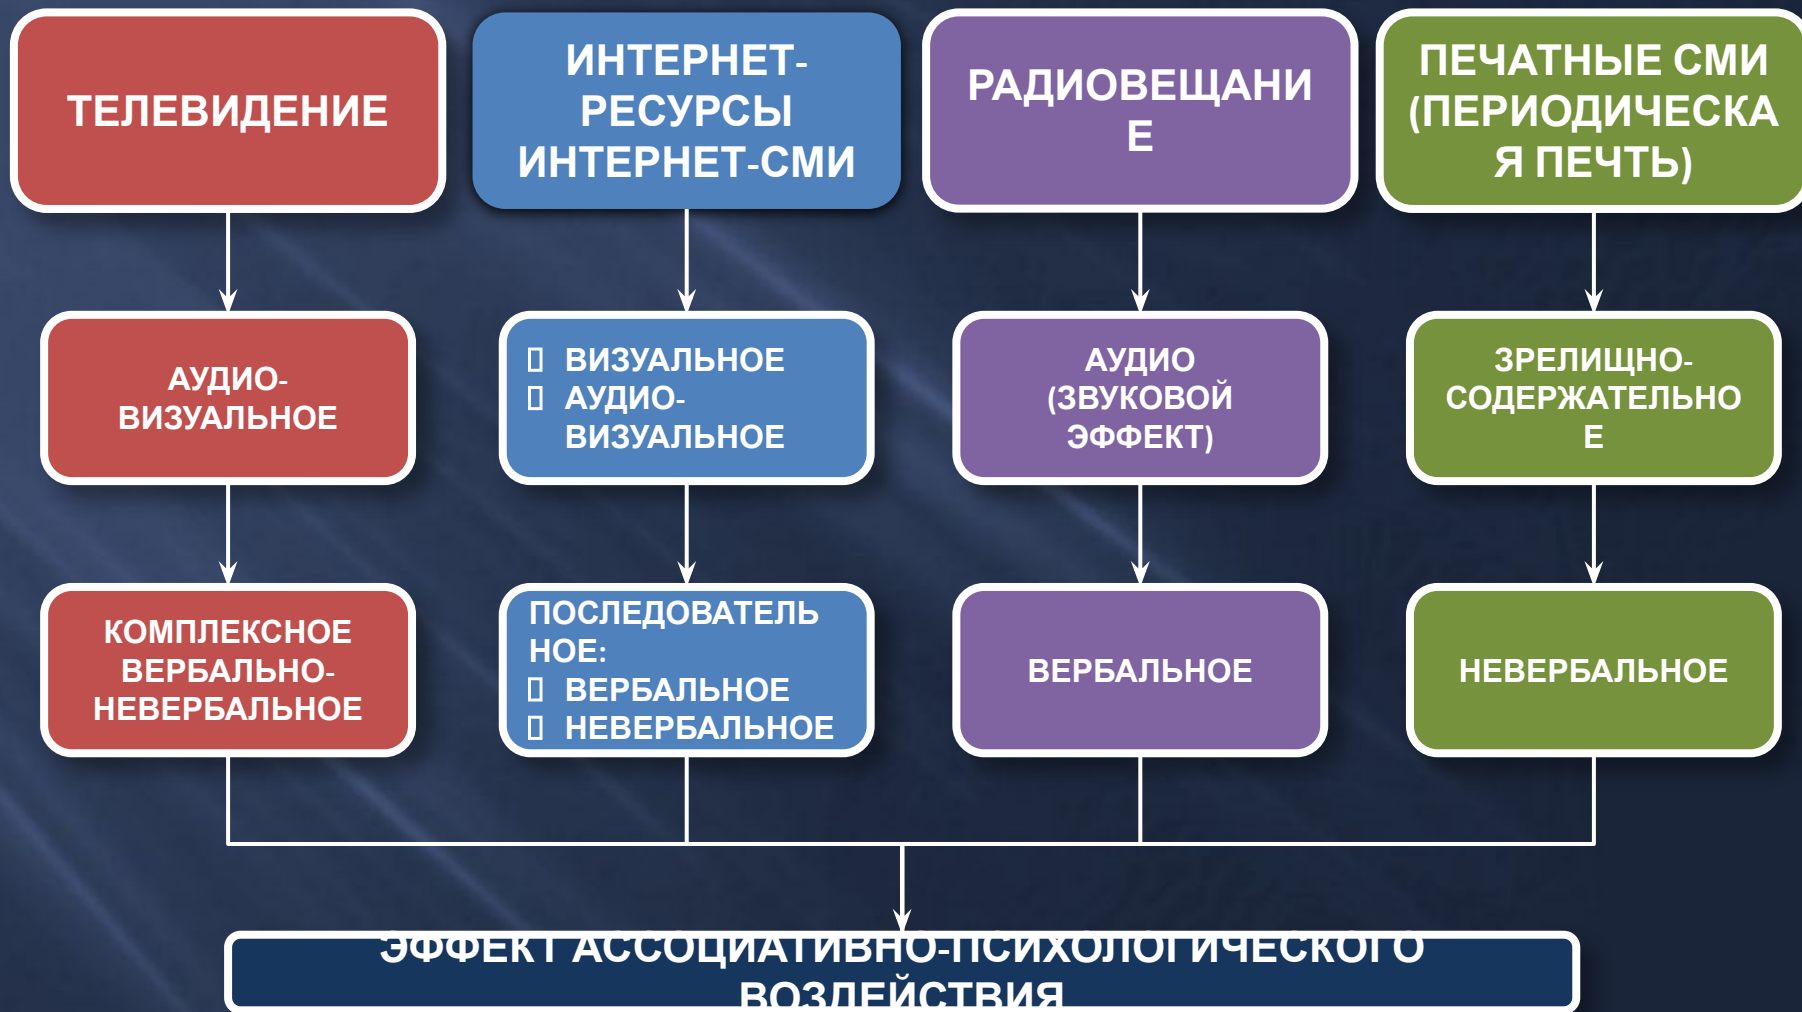 ТЕЛЕВИДЕНИЕ
ИНТЕРНЕТ-
РЕСУРСЫ
ИНТЕРНЕТ-СМИ
РАДИОВЕЩАНИ
Е
ПЕЧАТНЫЕ СМИ
(ПЕРИОДИЧЕСКА
Я ПЕЧТЬ)
АУДИО-
ВИЗУАЛЬНОЕ
ВИЗУАЛЬНОЕ
АУДИО-
ВИЗУАЛЬНОЕ
АУДИО
(ЗВУКОВОЙ
ЭФФЕКТ)
ЗРЕЛИЩНО-
СОДЕРЖАТЕЛЬНО
Е
КОМПЛЕКСНОЕ
ВЕРБАЛЬНО-
НЕВЕРБАЛЬНОЕ
ПОСЛЕДОВАТЕЛЬ
НОЕ:
ВЕРБАЛЬНОЕ
НЕВЕРБАЛЬНОЕ
ВЕРБАЛЬНОЕ
НЕВЕРБАЛЬНОЕ
ЭФФЕКТ АССОЦИАТИВНО-ПСИХОЛОГИЧЕСКОГО
ВОЗДЕЙСТВИЯ